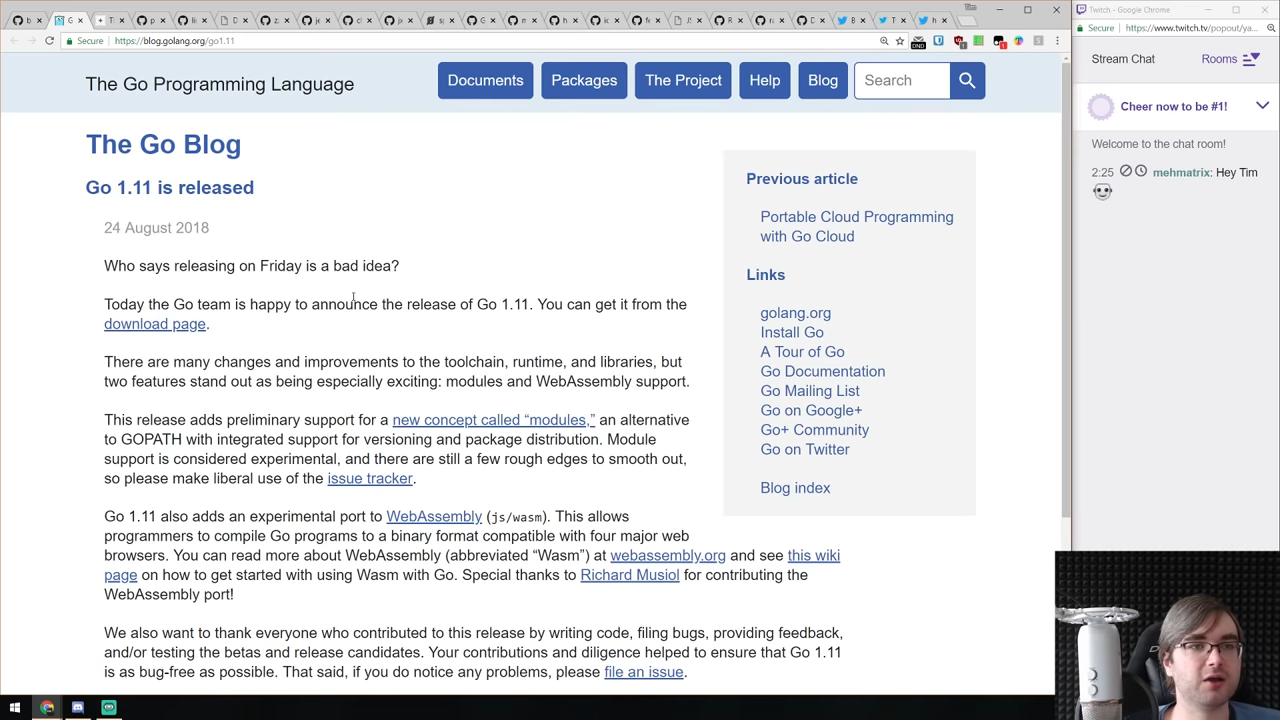 Twitch - Google Chrome
Secure
https://blog.golang.org/go1.11
Secure
https://www.twitch.tv/popout/ya...
The Go Programming Language
Documents
Packages
The Project
Help
Blog
Search
Stream Chat
Rooms
Cheer now to be #1!
Welcome to the chat room!
2:25 mehmatrix: Hey Tim
The Go Blog
Go 1.11 is released
24 August 2018
Who says releasing on Friday is a bad idea?
Today the Go team is happy to announce the release of Go 1.11. You can get it from the
download page.
There are many changes and improvements to the toolchain, runtime, and libraries, but
two features stand out as being especially exciting: modules and WebAssembly support.
This release adds preliminary support for a new concept called “modules,” an alternative
to GOPATH with integrated support for versioning and package distribution. Module
support is considered experimental, and there are still a few rough edges to smooth out,
so please make liberal use of the issue tracker.
Go 1.11 also adds an experimental port to WebAssembly (js/wasm). This allows
programmers to compile Go programs to a binary format compatible with four major web
browsers. You can read more about WebAssembly (abbreviated “Wasm”) at webassembly.org and see this wiki
page on how to get started with using Wasm with Go. Special thanks to Richard Musiol for contributing the
WebAssembly port!
We also want to thank everyone who contributed to this release by writing code, filing bugs, providing feedback,
and/or testing the betas and release candidates. Your contributions and diligence helped to ensure that Go 1.11
is as bug-free as possible. That said, if you do notice any problems, please file an issue.
Previous article
Portable Cloud Programming
with Go Cloud
Links
golang.org
Install Go
A Tour of Go
Go Documentation
Go Mailing List
Go on Google+
Go+ Community
Go on Twitter
Blog index